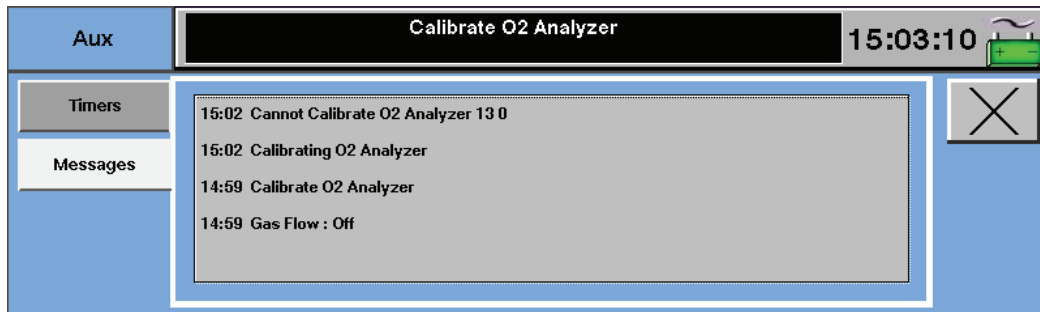 Aux
Calibrate O2 Analyzer
15:03:10
Timers
Messages
15:02 Cannot Calibrate O2 Analyzer 13 0
15:02 Calibrating O2 Analyzer
14:59 Calibrate O2 Analyzer
14:59 Gas Flow : Off